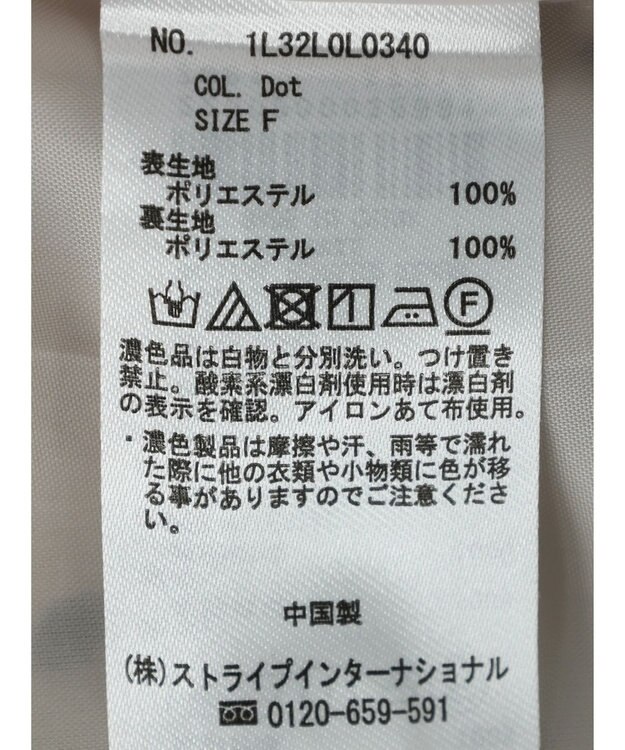 NO. 1L32L0L0340
COL. Dot
SIZE F
表生地
ポリエステル 100%
裏生地
ポリエステル 100%
F
濃色品は白物と分別洗い。つけ置き
禁止。酸素系漂白剤使用時は漂白剤
の表示を確認。アイロンあて布使用。
・濃色製品は摩擦や汗、雨等で濡れ
た際に他の衣類や小物類に色が移
る事がありますのでご注意くださ
い。
中国製
(株)ストライプインターナショナル
0120-659-591